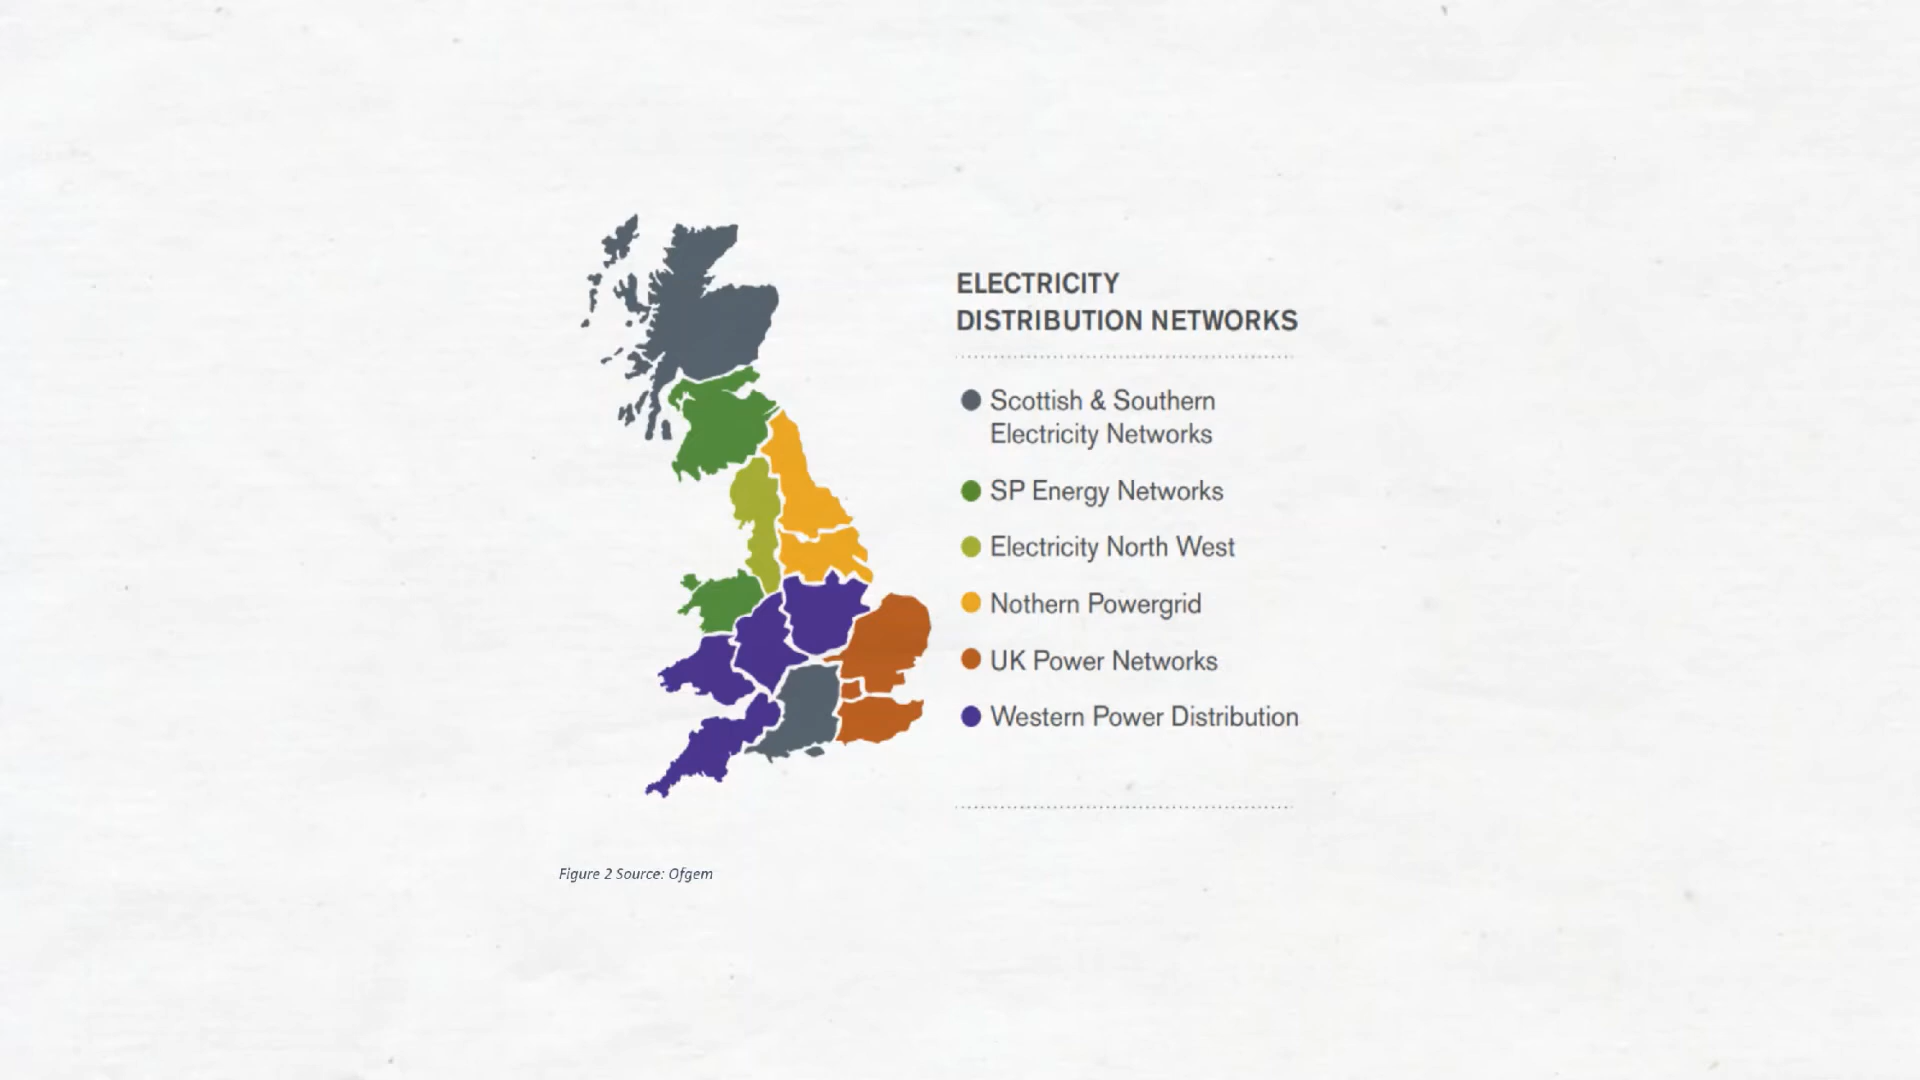 ELECTRICITY
DISTRIBUTION NETWORKS
Scottish & Southern
Electricity Networks
SP Energy Networks
Electricity North West
Nothern Powergrid
UK Power Networks
Western Power Distribution
Figure 2 Source: Ofgem